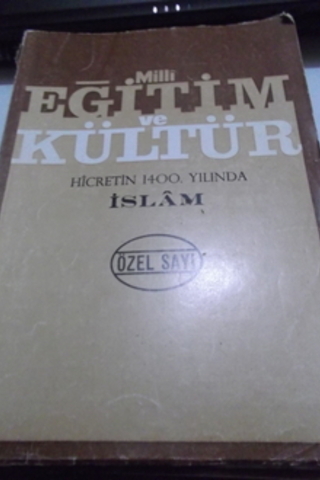 Milli
EĞİTİM
ve
KÜLTÜR
HİCRETİN 1400. YILINDA
İSLÂM
ÖZEL SAYI